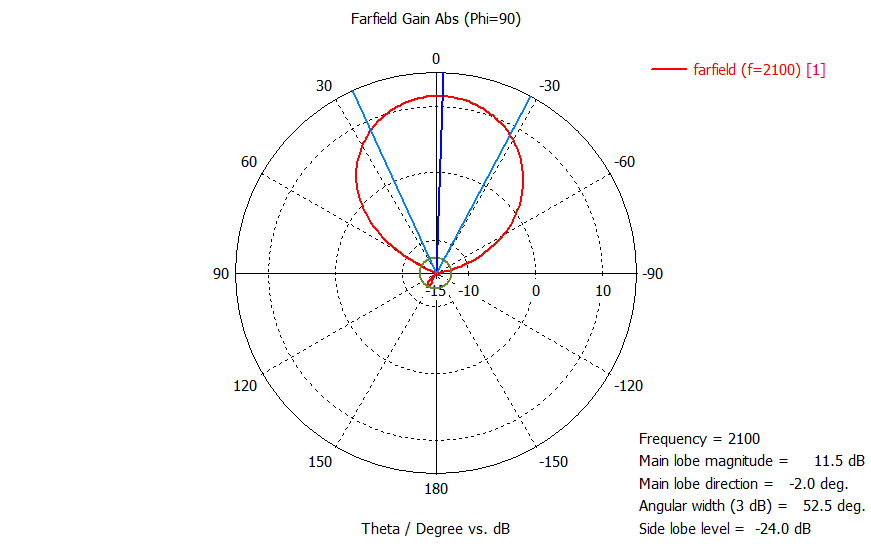 Farfield Gain Abs (Phi=90)
farfield (f=2100) [1]
0
30
-30
60
-60
90
-90
-15 -10 0 10
120
-120
150
-150
180
Frequency = 2100
Main lobe magnitude = 11.5 dB
Main lobe direction = -2.0 deg.
Angular width (3 dB) = 52.5 deg.
Side lobe level = -24.0 dB
Theta / Degree vs. dB